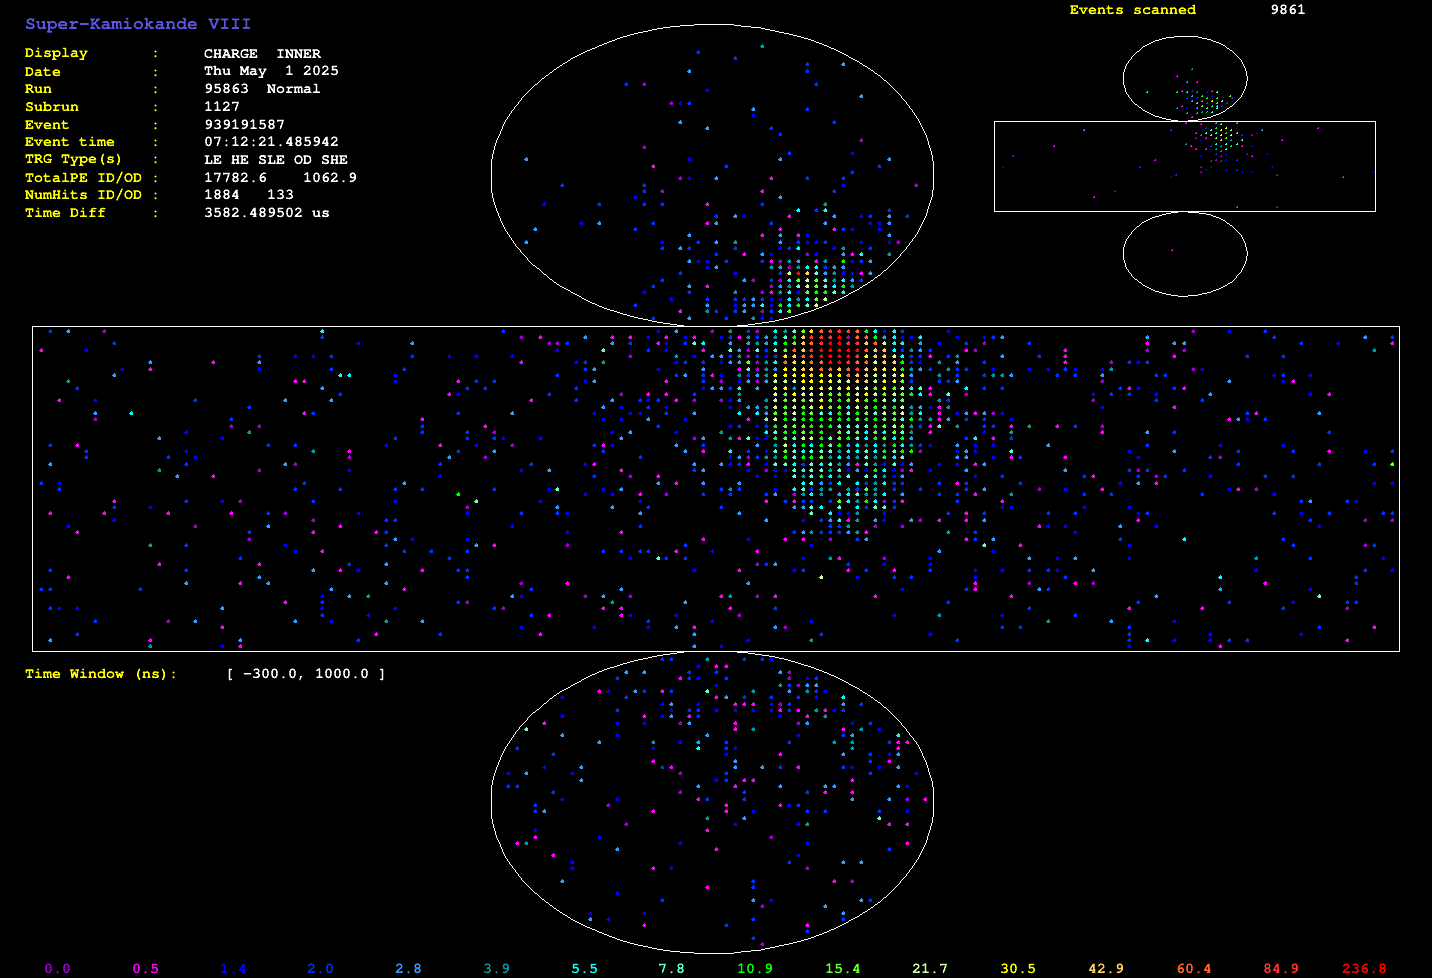 Super-Kamiokande VIII
Events scanned 9861
Display : CHARGE INNER
Date : Thu May 1 2025
Run : 95863 Normal
Subrun : 1127
Event : 939191587
Event time : 07:12:21.485942
TRG Type(s) : LE HE SLE OD SHE
TotalPE ID/OD : 17782.6 1062.9
NumHits ID/OD : 1884 133
Time Diff : 3582.489502 us
Time Window (ns): [ -300.0, 1000.0 ]
0.0 0.5 1.4 2.0 2.8 3.9 5.5 7.8 10.9 15.4 21.7 30.5 42.9 60.4 84.9 236.8